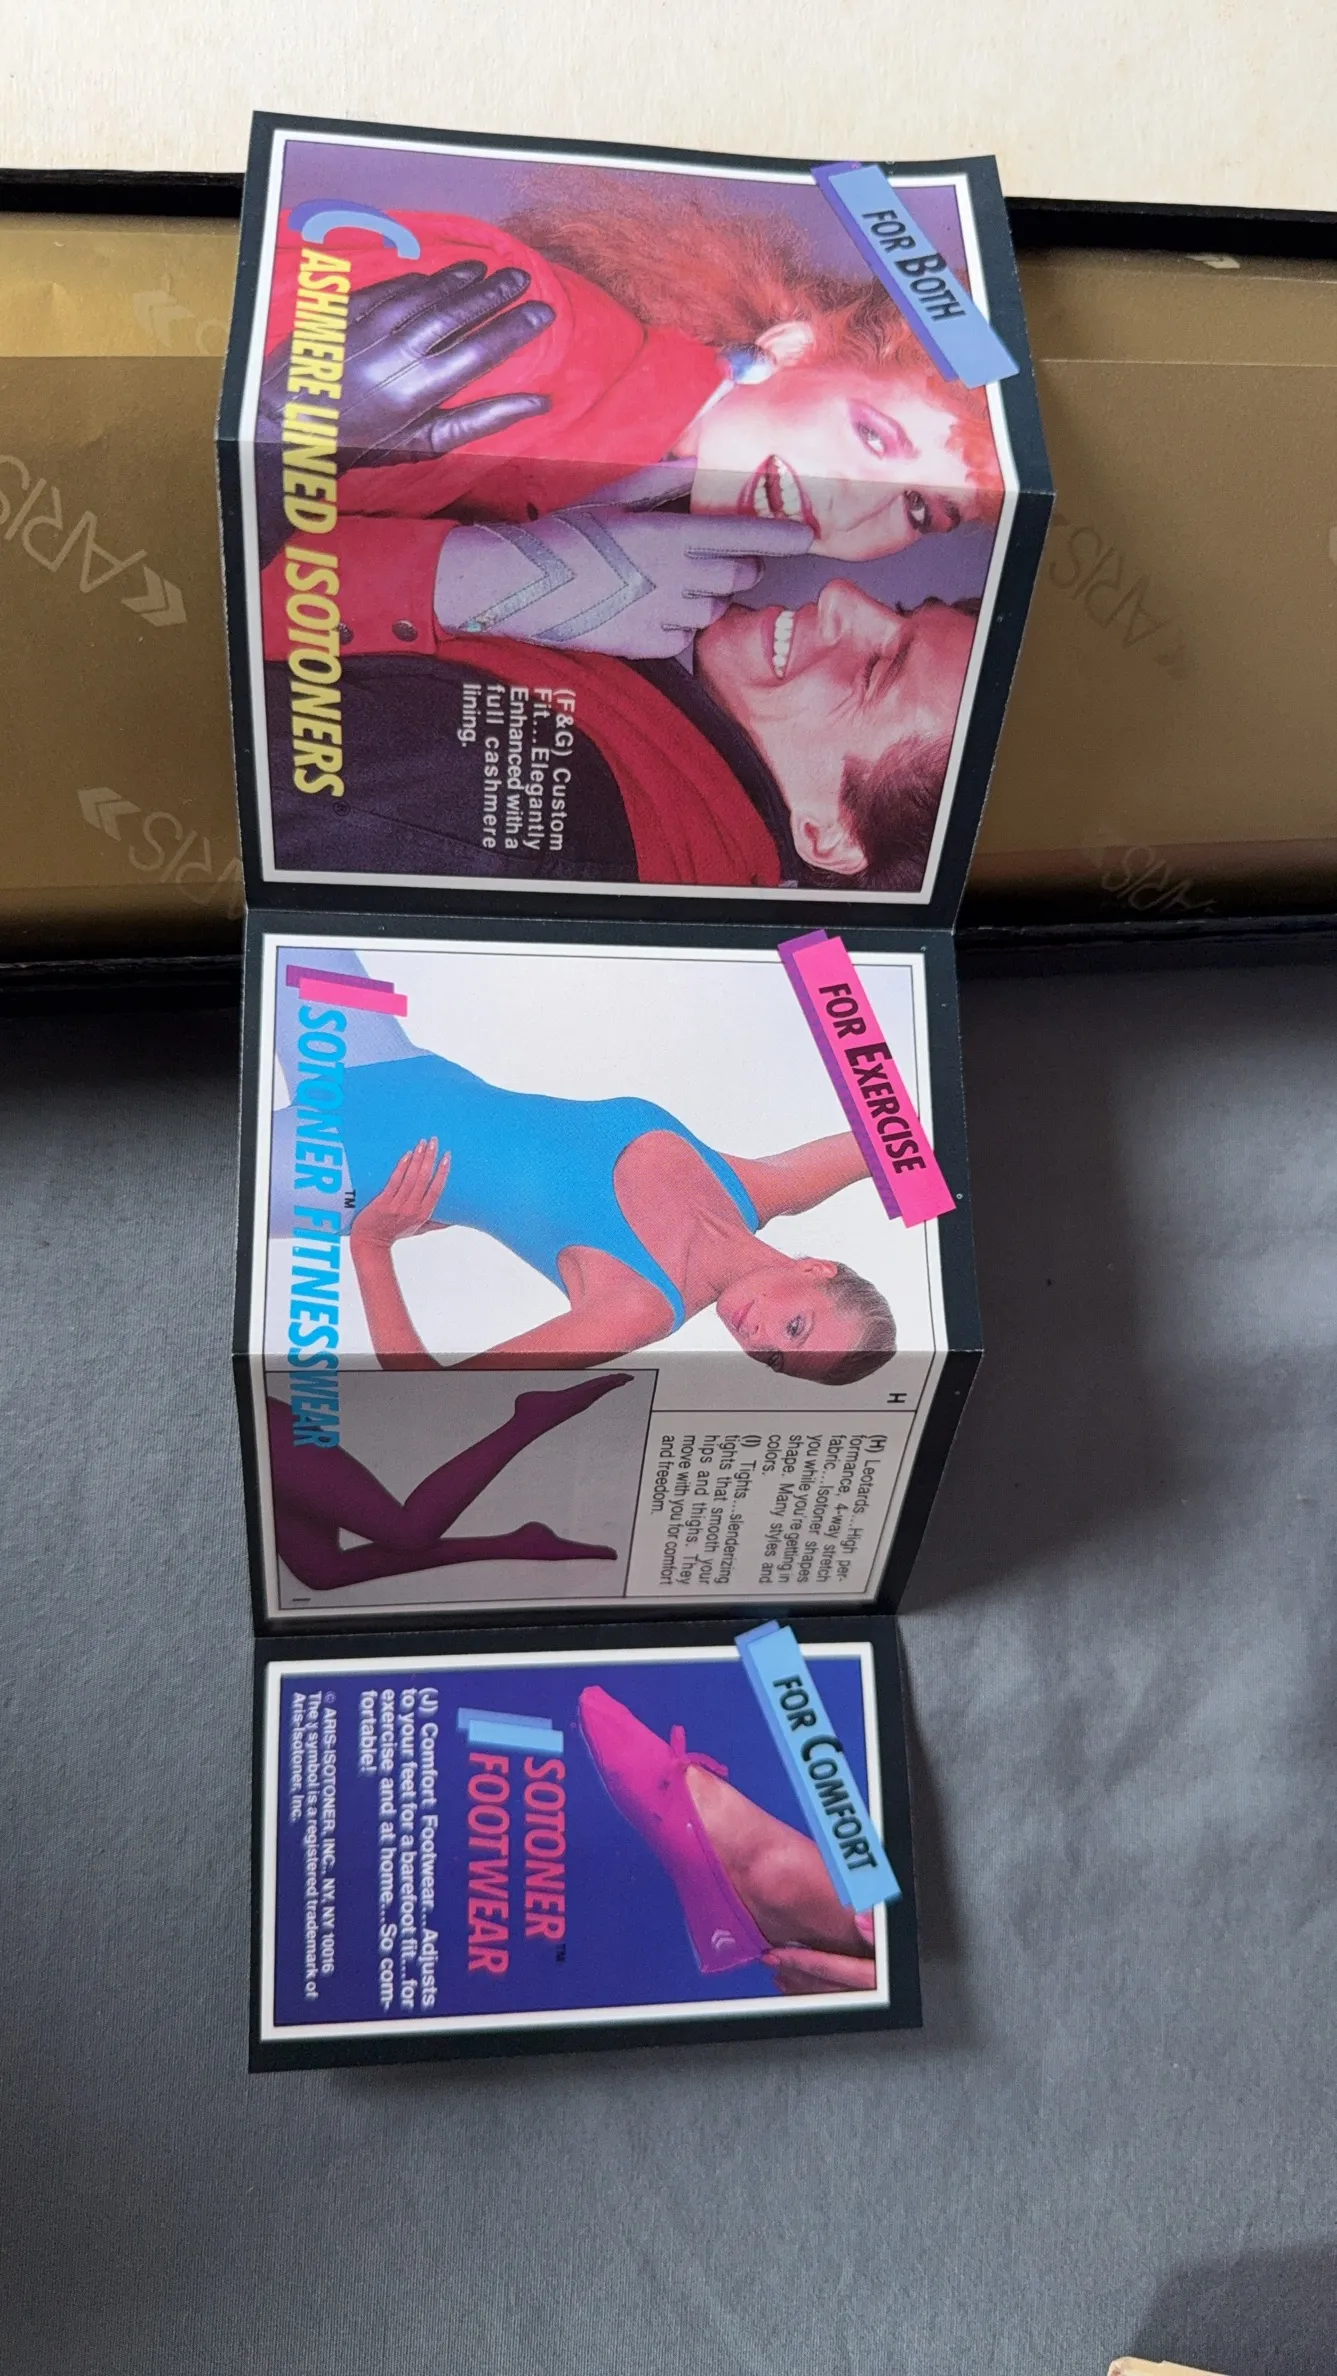 FOR BOTH
CASHMERE LINED ISOTONERS®
(F&G) Custom
Fit...Elegantly
Enhanced with a
full cashmere
lining.
FOR EXERCISE
ISOTONER™ FITNESSWEAR
H
(H) Leotards...High per-
formance, 4-way stretch
fabric...Isotoner shapes
you while you're getting in
shape. Many styles and
colors.
(I) Tights...slenderizing
tights that smooth your
hips and thighs. They
move with you for comfort
and freedom.
I
FOR COMFORT
ISOTONER™
FOOTWEAR
(J) Comfort Footwear...Adjusts
to your feet for a barefoot fit...for
exercise and at home...So com-
fortable!
© ARIS-ISOTONER, INC., NY, NY 10016
The symbol is a registered trademark of
Aris-Isotoner, Inc.
ARIS
ARIS
ARIS
ARIS